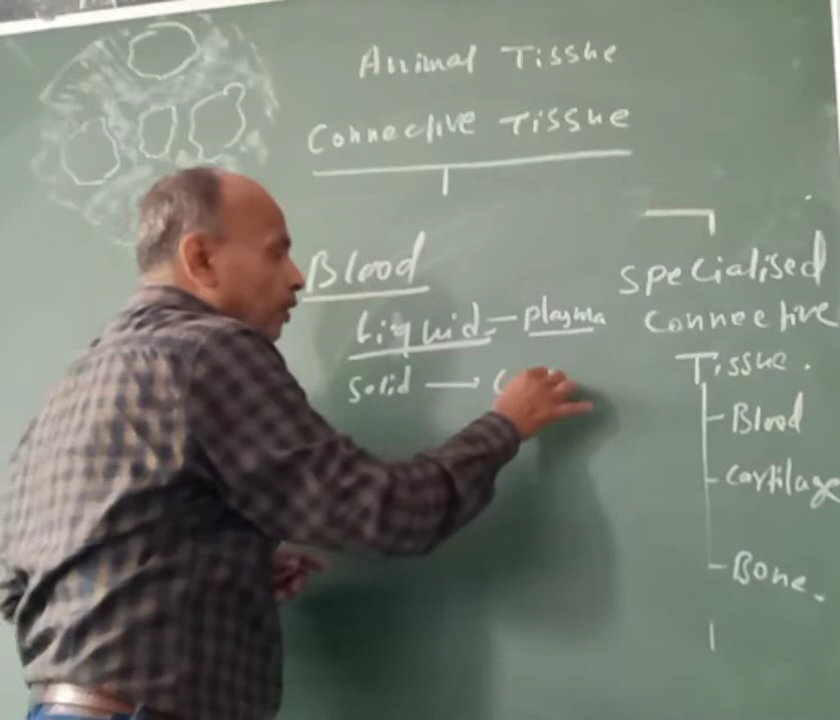 Animal Tissue
Connective Tissue
Blood
Liquid - plasma
Solid →
Specialised
Connective
Tissue.
Blood
Cartilage
Bone.